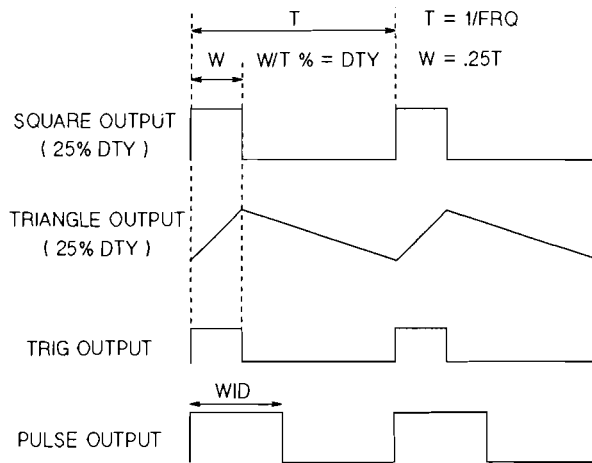 T T = 1/FRQ
W W/T % = DTY W = .25T
SQUARE OUTPUT
( 25% DTY )
TRIANGLE OUTPUT
( 25% DTY )
TRIG OUTPUT
WID
PULSE OUTPUT